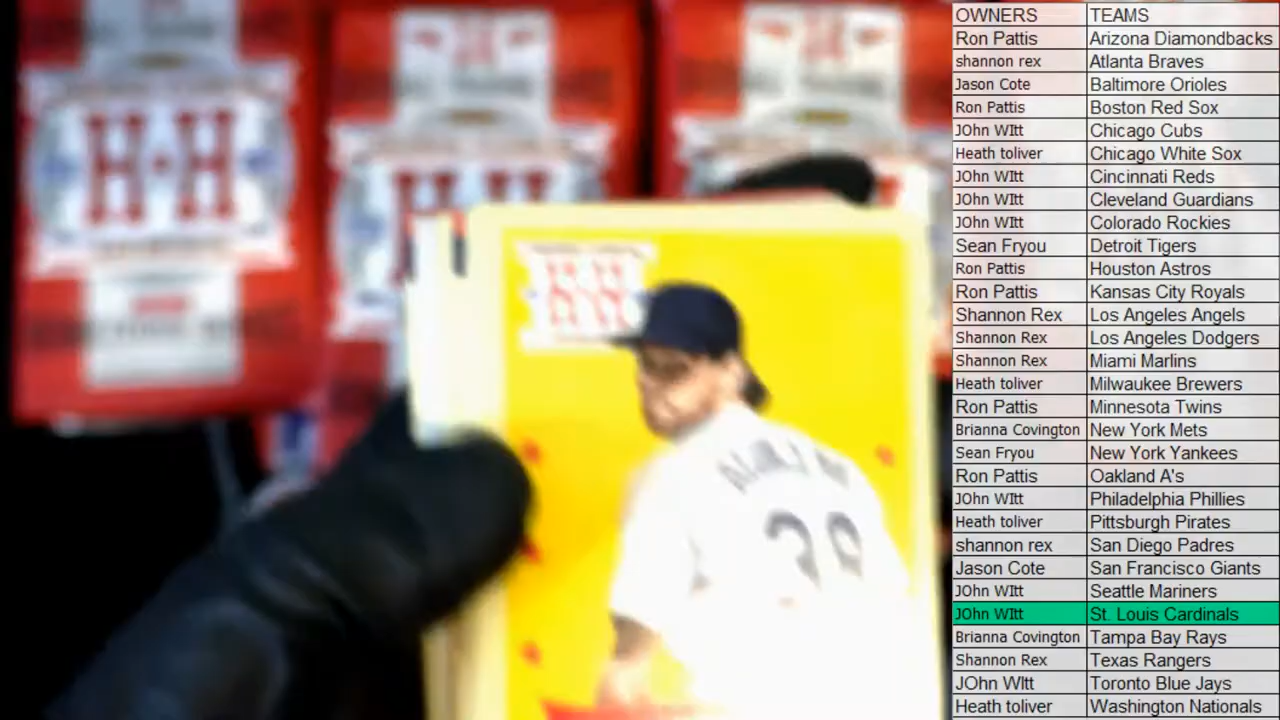 H·H
OWNERS TEAMS
Ron Pattis Arizona Diamondbacks
shannon rex Atlanta Braves
Jason Cote Baltimore Orioles
Ron Pattis Boston Red Sox
JOhn WItt Chicago Cubs
Heath toliver Chicago White Sox
JOhn WItt Cincinnati Reds
JOhn WItt Cleveland Guardians
JOhn WItt Colorado Rockies
Sean Fryou Detroit Tigers
Ron Pattis Houston Astros
Ron Pattis Kansas City Royals
Shannon Rex Los Angeles Angels
Shannon Rex Los Angeles Dodgers
Shannon Rex Miami Marlins
Heath toliver Milwaukee Brewers
Ron Pattis Minnesota Twins
Brianna Covington New York Mets
Sean Fryou New York Yankees
Ron Pattis Oakland A's
JOhn WItt Philadelphia Phillies
Heath toliver Pittsburgh Pirates
shannon rex San Diego Padres
Jason Cote San Francisco Giants
JOhn WItt Seattle Mariners
JOhn WItt St. Louis Cardinals
Brianna Covington Tampa Bay Rays
Shannon Rex Texas Rangers
JOhn WItt Toronto Blue Jays
Heath toliver Washington Nationals